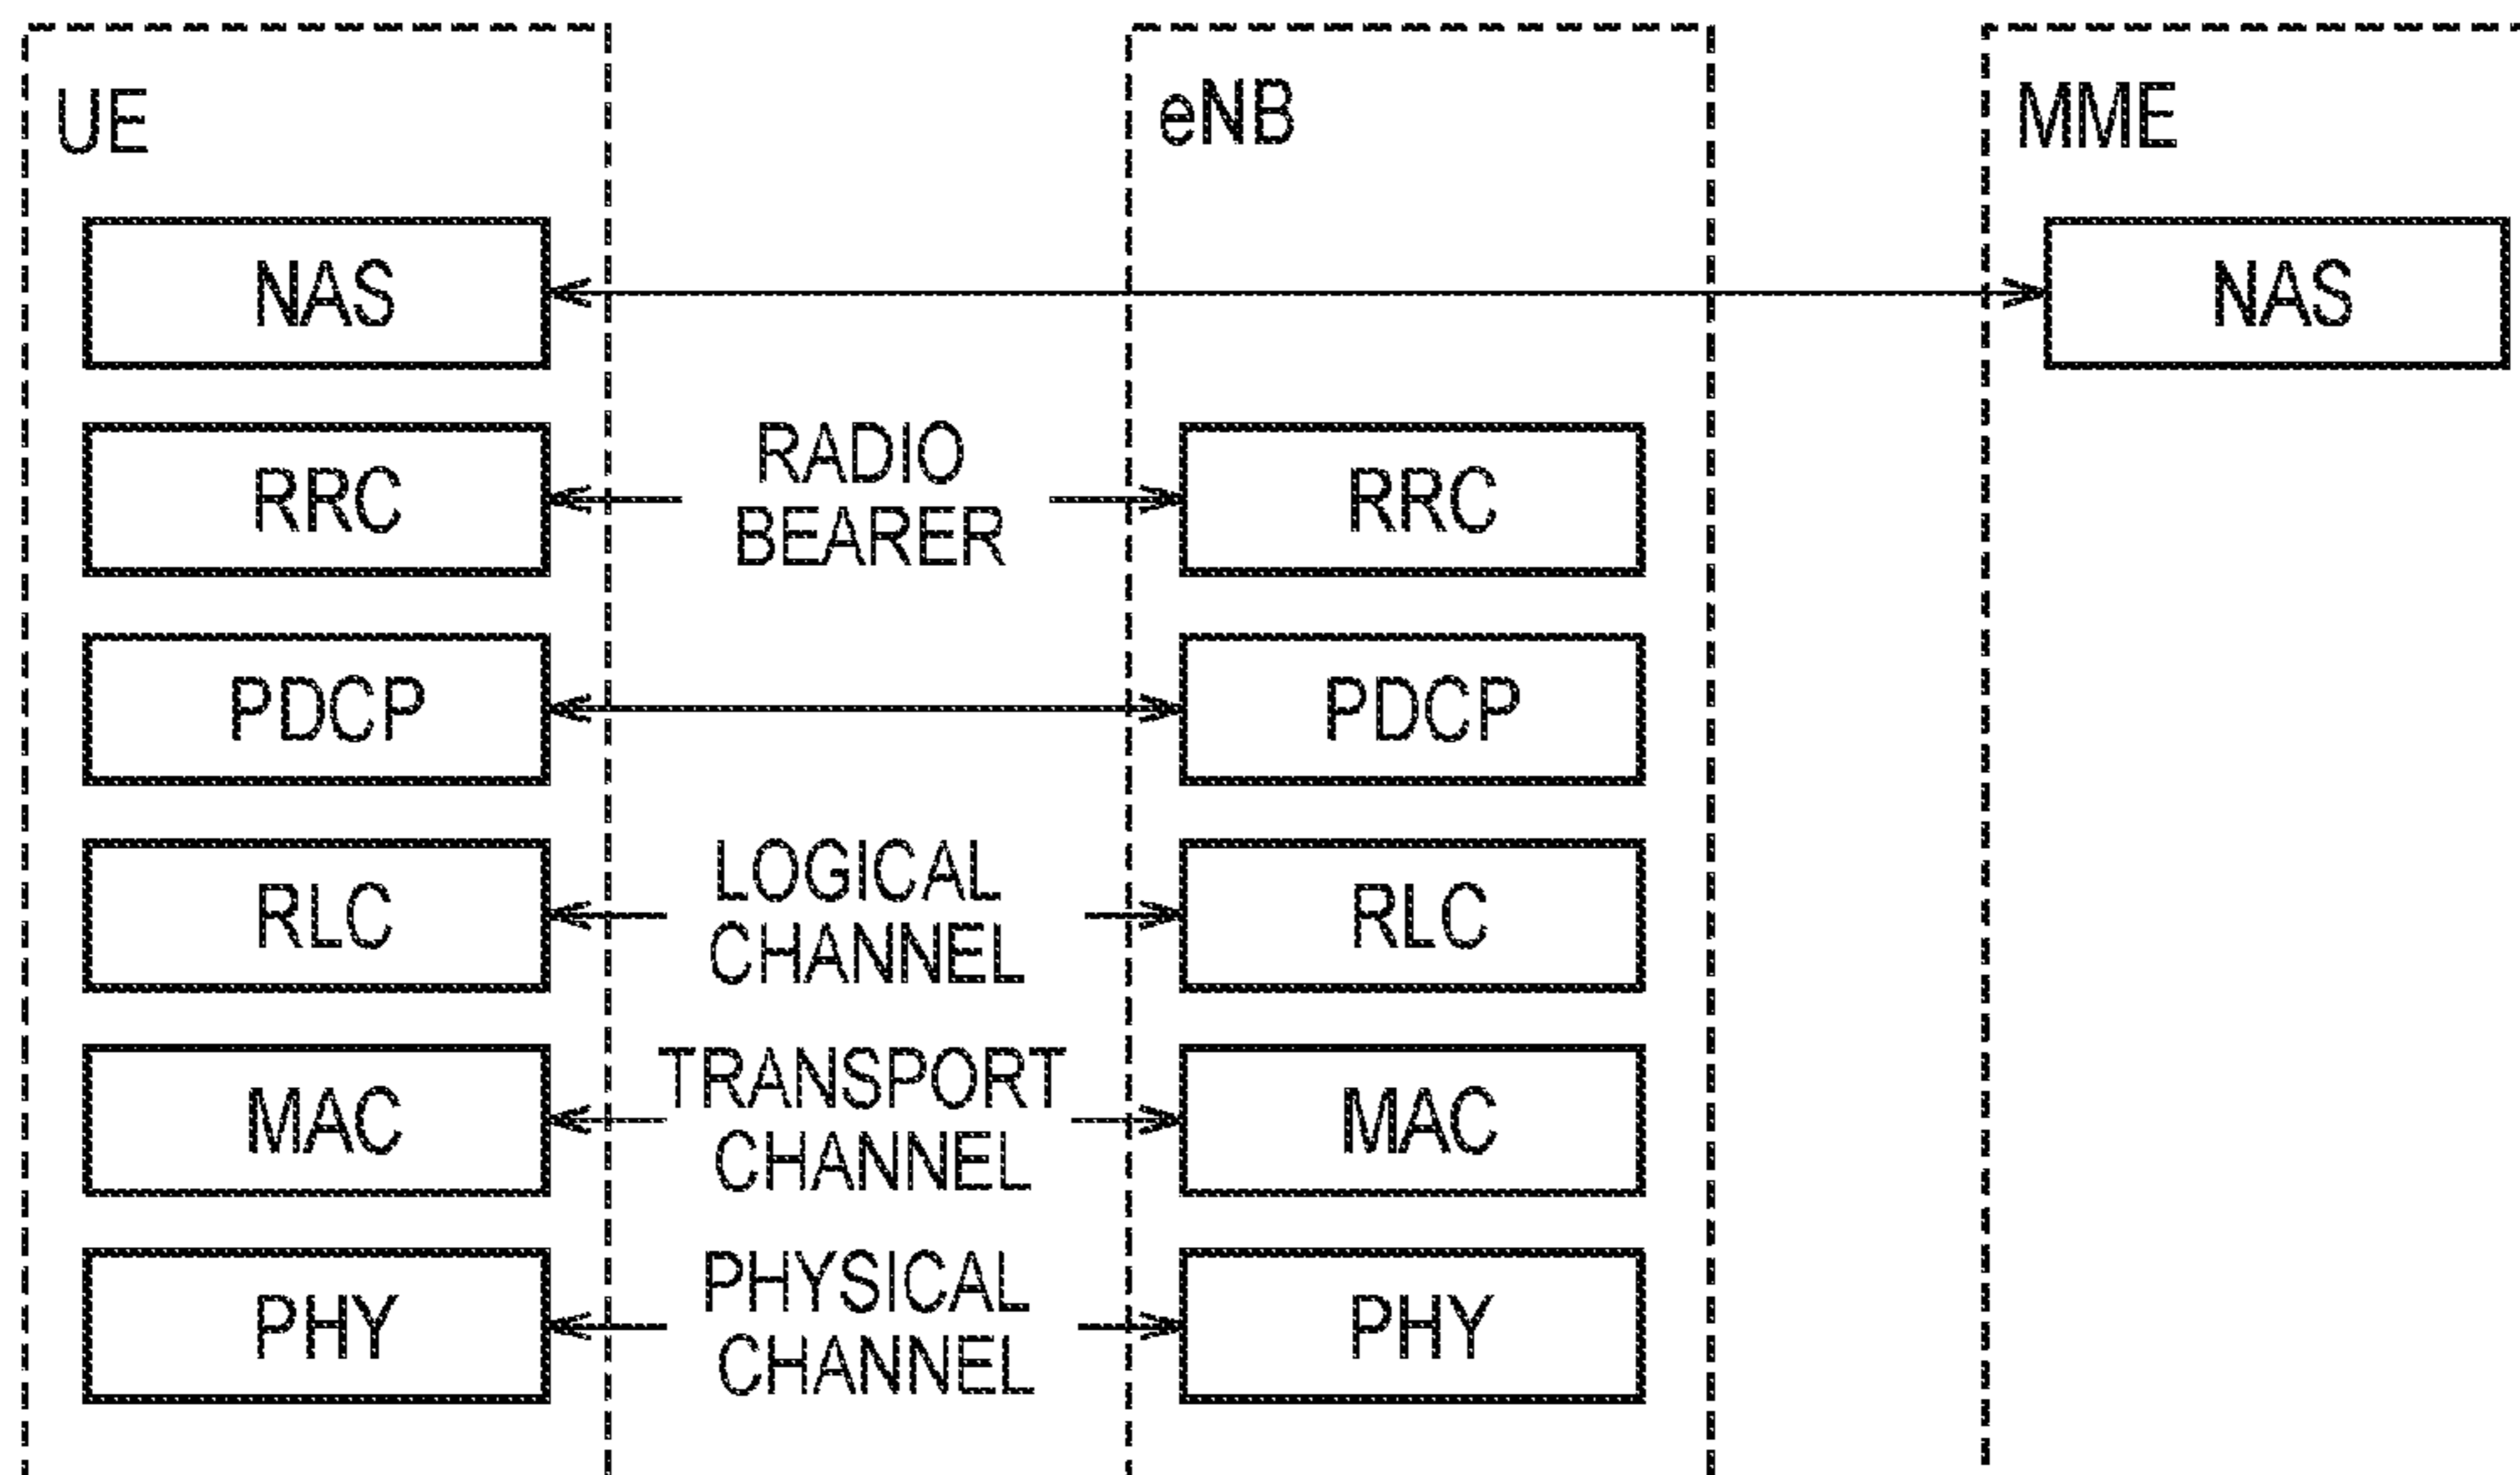 UE
eNB
MME
NAS
NAS
RRC
RADIO
BEARER
RRC
PDCP
PDCP
RLC
LOGICAL
CHANNEL
RLC
MAC
TRANSPORT
CHANNEL
MAC
PHY
PHYSICAL
CHANNEL
PHY